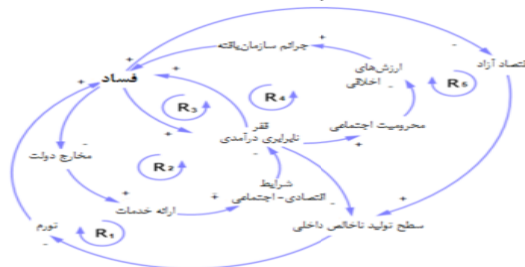 جرائم سازمان‌یافته
فساد
ارزش‌های
اخلاقی
اقتصاد آزاد
R5
R4
R3
فقر
نابرابری درآمدی
محرومیت اجتماعی
مخارج دولت
R2
شرایط
اقتصادی- اجتماعی
ارائه خدمات
سطح تولید ناخالص داخلی
تورم
R1